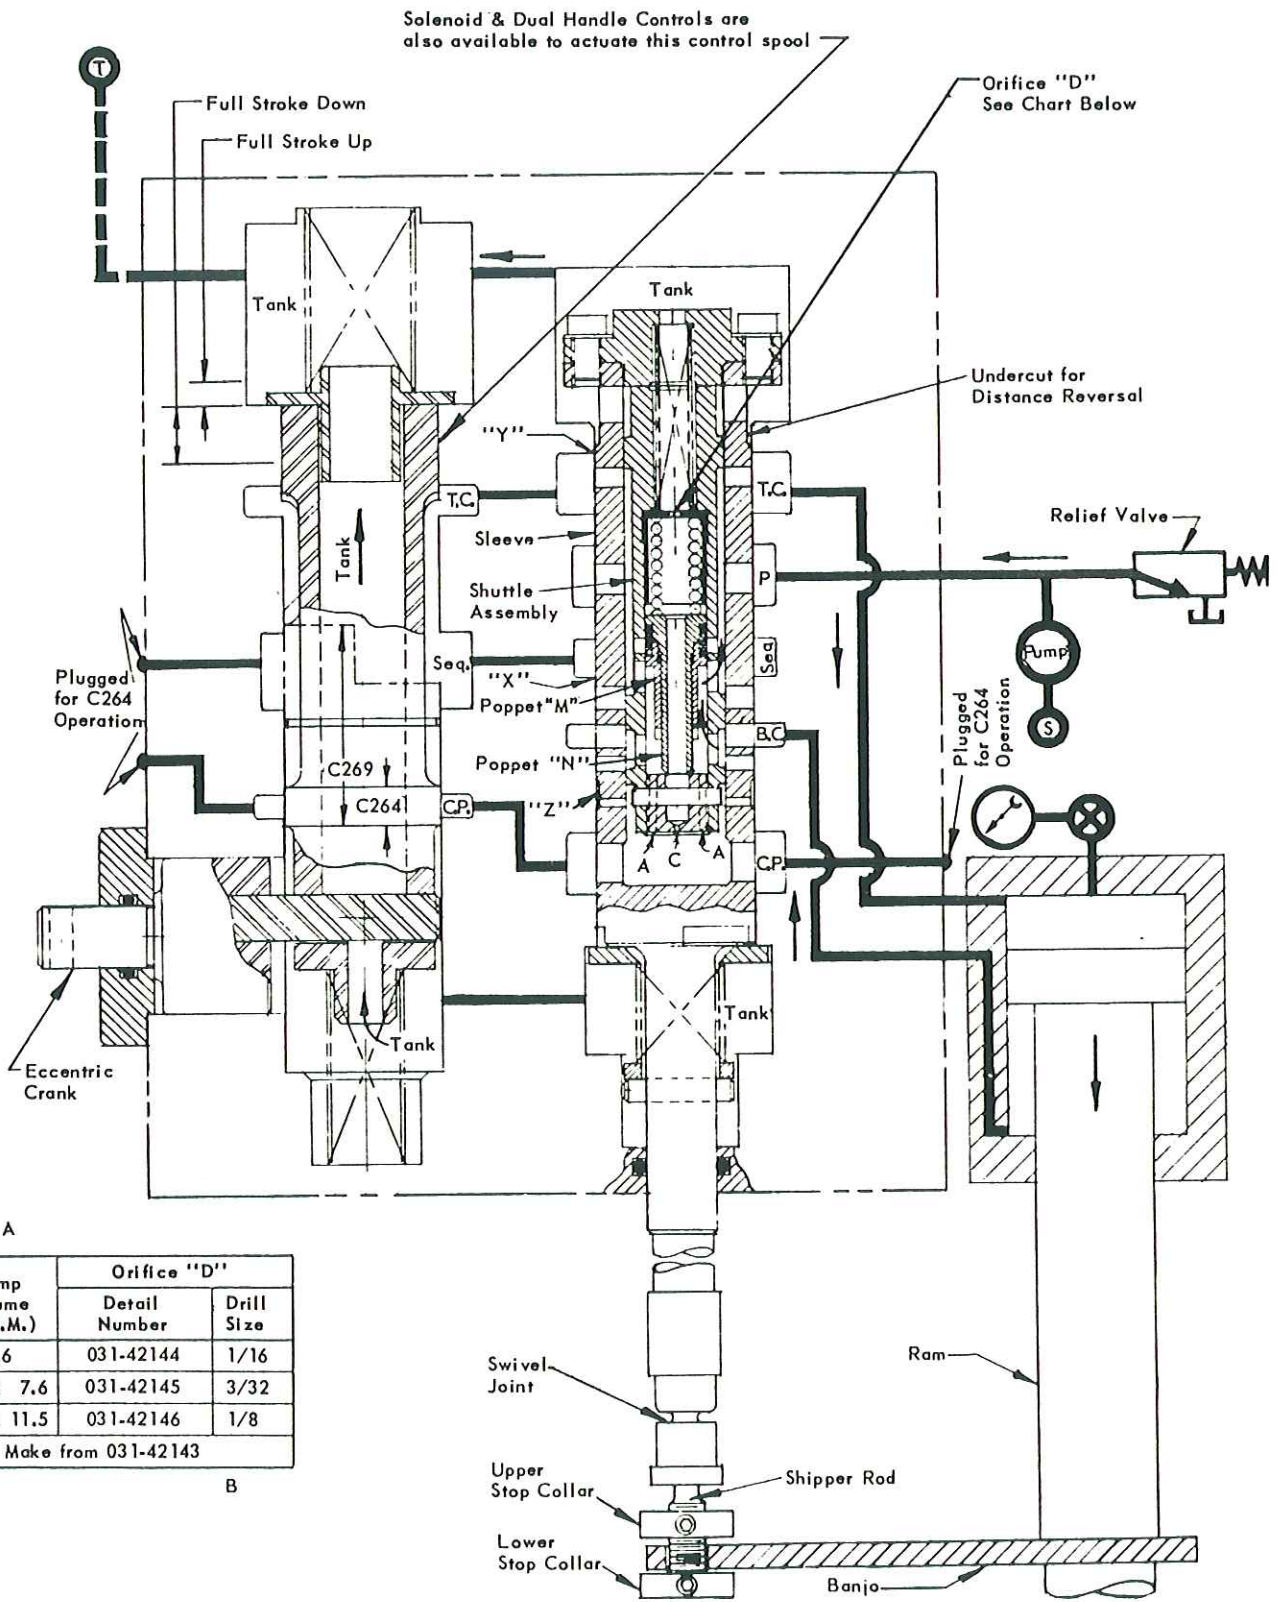 Solenoid & Dual Handle Controls are
also available to actuate this control spool
T
Orifice "D"
See Chart Below
Full Stroke Down
Full Stroke Up
Tank
Tank
Undercut for
Distance Reversal
"Y"
T.C.
T.C.
Relief Valve
Sleeve
Tank
P
Shuttle
Assembly
Pump
Plugged
for C264
Operation
Seq.
Seq
"X"
Poppet "M"
B.C
S
Plugged
for C264
Operation
Poppet "N"
C269
C264
C.P.
"Z"
A
C
A
C.P.
Tank
Tank
Eccentric
Crank
A
mp
ume
.M.)
Orifice "D"
Detail
Number
Drill
Size
6
031-42144
1/16
7.6
031-42145
3/32
11.5
031-42146
1/8
Make from 031-42143
B
Swivel
Joint
Ram
Upper
Stop Collar
Shipper Rod
Lower
Stop Collar
Banjo